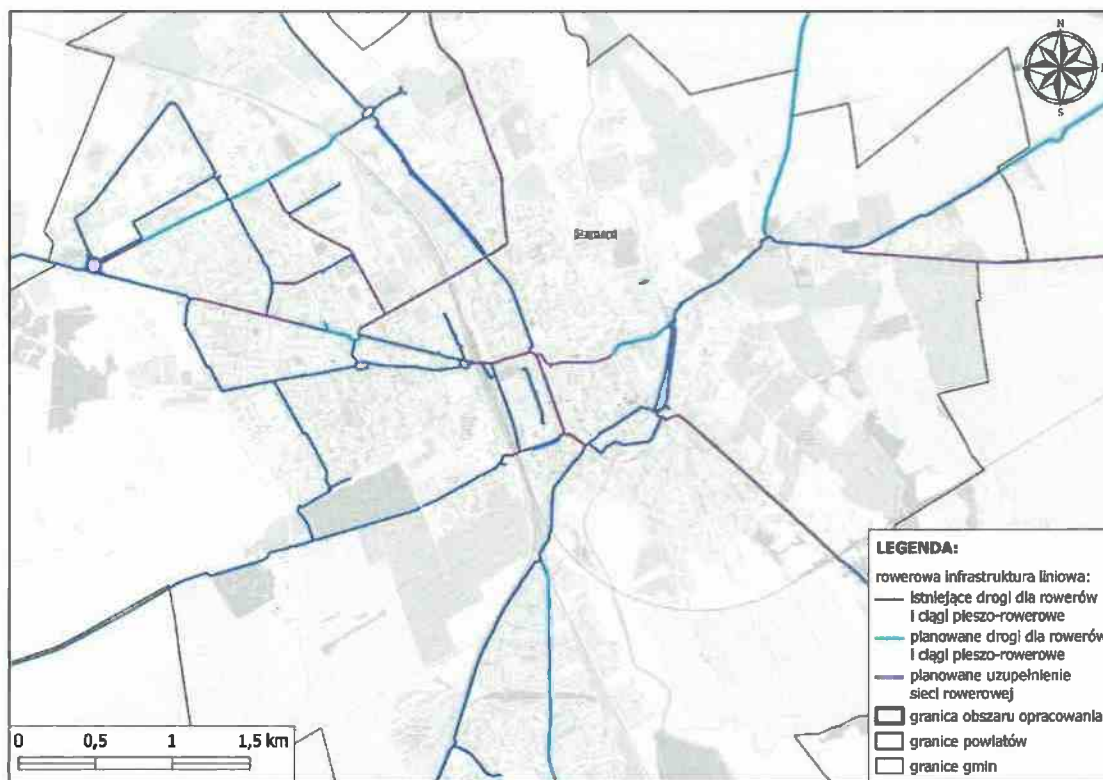 N
S
Stargard
LEGENDA:
rowerowa infrastruktura liniowa:
istniejące drogi dla rowerów
i ciągi pieszo-rowerowe
planowane drogi dla rowerów
i ciągi pieszo-rowerowe
planowane uzupełnienie
sieci rowerowej
granica obszaru opracowania
granice powiatów
granice gmin
0 0,5 1 1,5 km